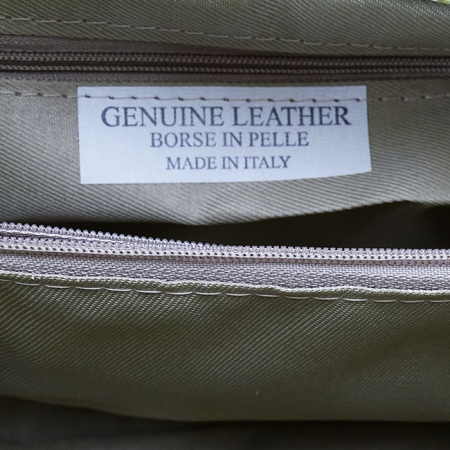 GENUINE LEATHER
BORSE IN PELLE
MADE IN ITALY